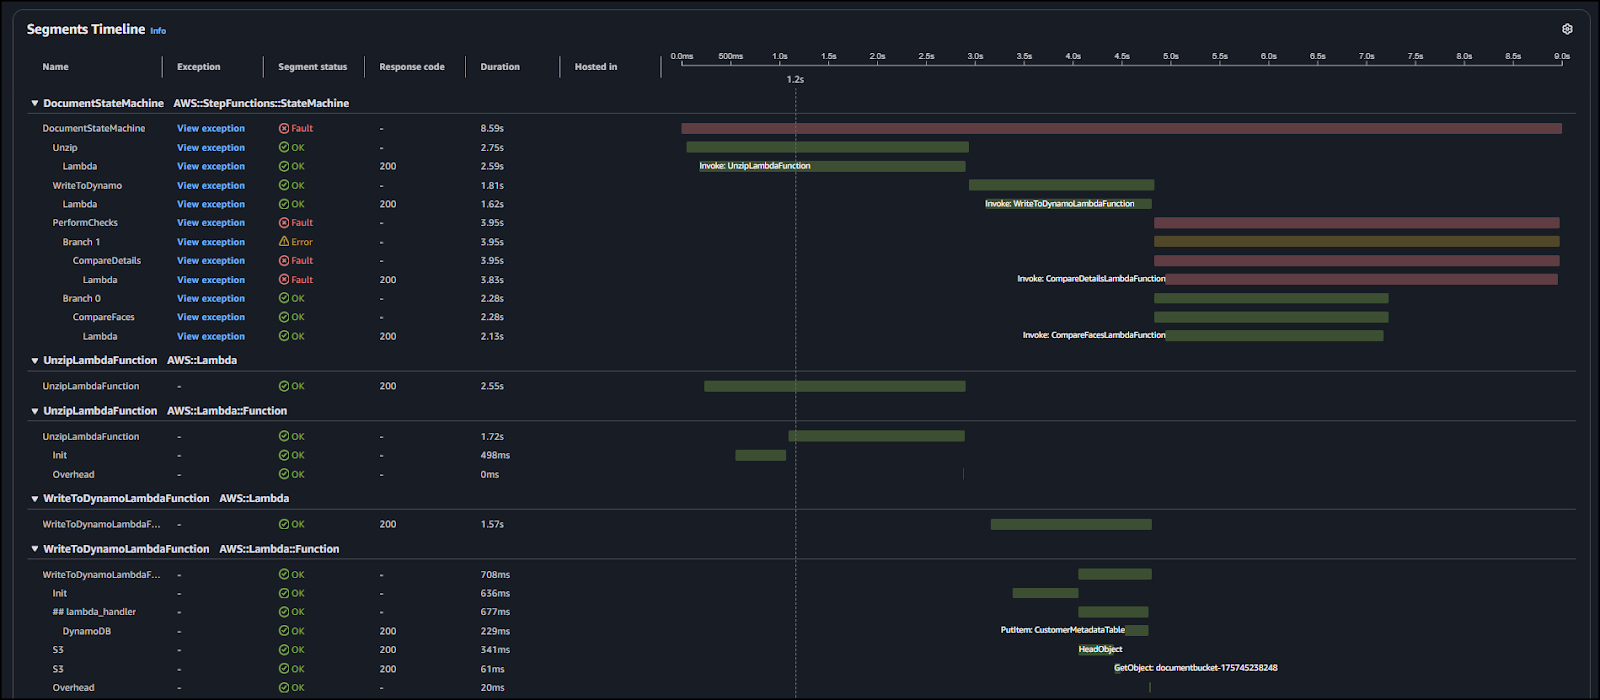 Segments Timeline Info
Name Exception Segment status Response code Duration Hosted in 0.0ms 500ms 1.0s 1.5s 2.0s 2.5s 3.0s 3.5s 4.0s 4.5s 5.0s 5.5s 6.0s 6.5s 7.0s 7.5s 8.0s 8.5s 9.0s
1.2s
DocumentStateMachine AWS::StepFunctions::StateMachine
DocumentStateMachine View exception Fault - 8.59s
Unzip View exception OK - 2.75s
Lambda View exception OK 200 2.59s Invoke: UnzipLambdaFunction
WriteToDynamo View exception OK - 1.81s
Lambda View exception OK 200 1.62s Invoke: WriteToDynamoLambdaFunction
PerformChecks View exception Fault - 3.95s
Branch 1 View exception Error - 3.95s
CompareDetails View exception Fault - 3.95s
Lambda View exception Fault 200 3.83s Invoke: CompareDetailsLambdaFunction
Branch 0 View exception OK - 2.28s
CompareFaces View exception OK - 2.28s
Lambda View exception OK 200 2.13s Invoke: CompareFacesLambdaFunction
UnzipLambdaFunction AWS::Lambda
UnzipLambdaFunction - OK 200 2.55s
UnzipLambdaFunction AWS::Lambda::Function
UnzipLambdaFunction - OK - 1.72s
Init - OK - 498ms
Overhead - OK - 0ms
WriteToDynamoLambdaFunction AWS::Lambda
WriteToDynamoLambdaF... - OK 200 1.57s
WriteToDynamoLambdaFunction AWS::Lambda::Function
WriteToDynamoLambdaF... - OK - 708ms
Init - OK - 636ms
## lambda_handler - OK - 677ms
DynamoDB - OK 200 229ms PutItem: CustomerMetadataTable
S3 - OK 200 341ms HeadObject
S3 - OK 200 61ms GetObject: documentbucket-175745238248
Overhead - OK - 20ms